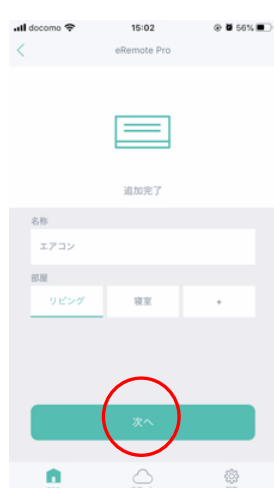 docomo 15:02 56%
eRemote Pro
追加完了
名称
エアコン
部屋
リビング 寝室 +
次へ